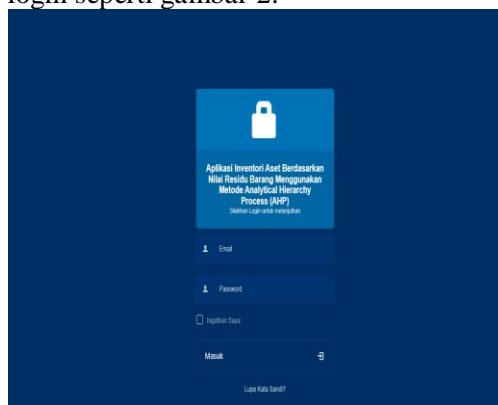 login seperti gambar 2.
Aplikasi Inventori Aset Berdasarkan
Nilai Residu Barang Menggunakan
Metode Analytical Hierarchy
Process (AHP)
Silahkan Login untuk melanjutkan
Email
Password
Ingatkan Saya
Masuk
Lupa Kata Sandi?